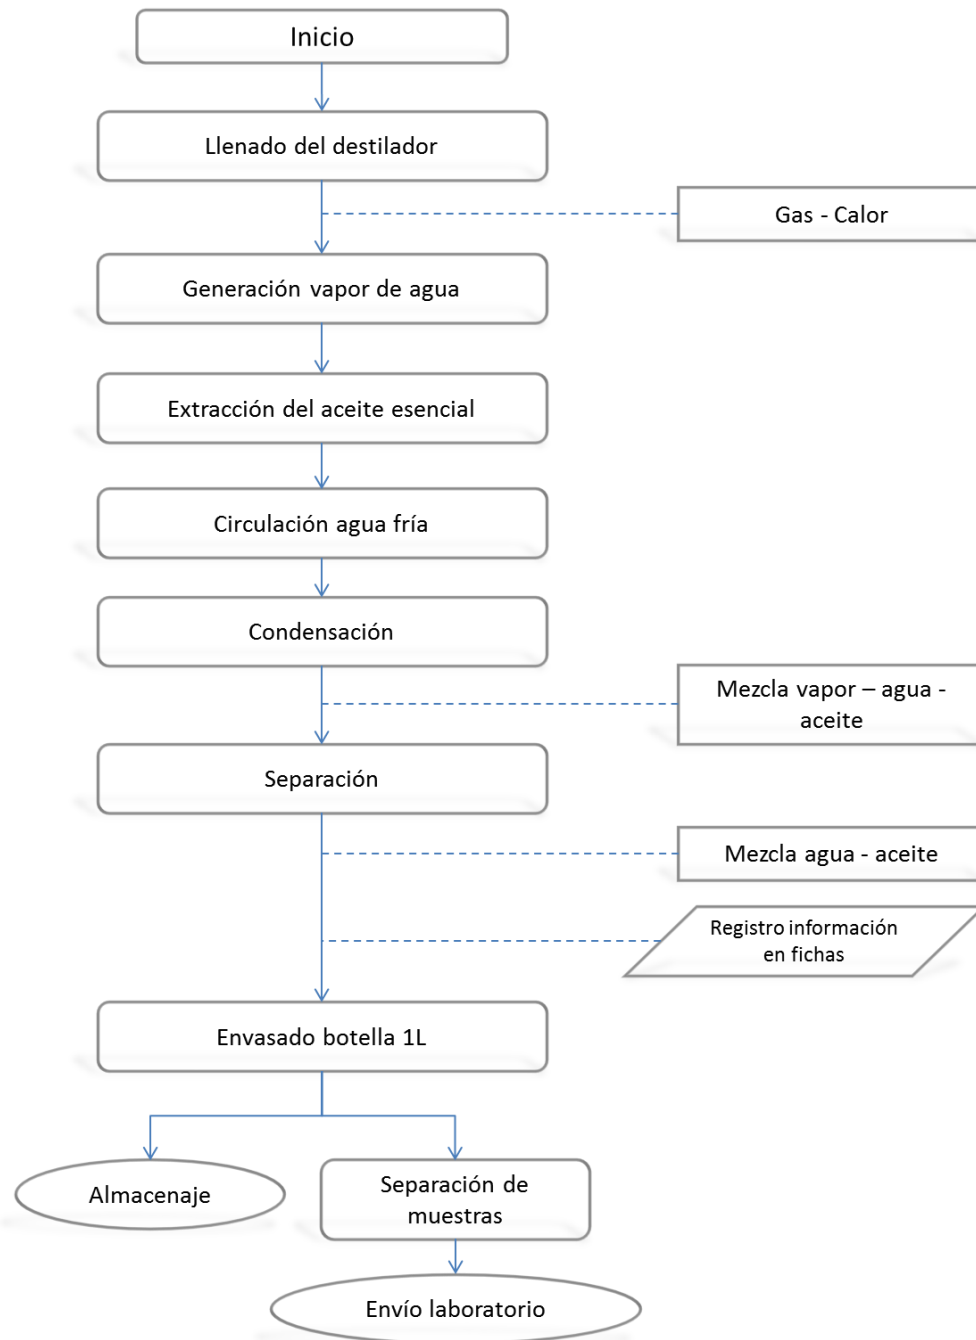 Inicio
Llenado del destilador
Gas - Calor
Generación vapor de agua
Extracción del aceite esencial
Circulación agua fría
Condensación
Mezcla vapor – agua -
aceite
Separación
Mezcla agua - aceite
Registro información
en fichas
Envasado botella 1L
Almacenaje
Separación de
muestras
Envío laboratorio